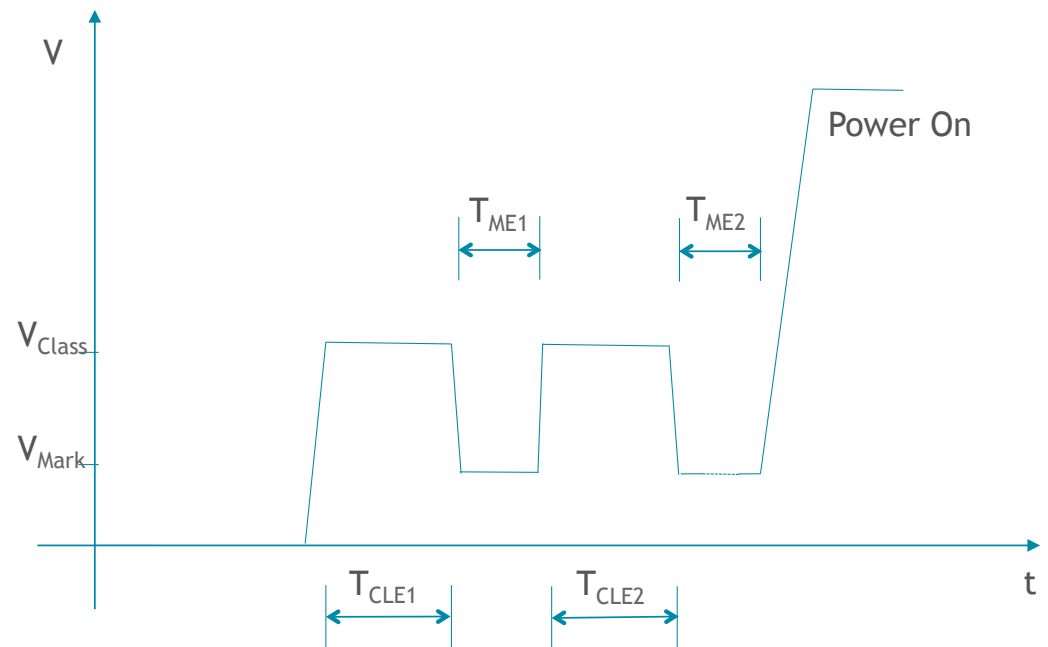 V
Power On
T_ME1
T_ME2
V_Class
V_Mark
t
T_CLE1
T_CLE2